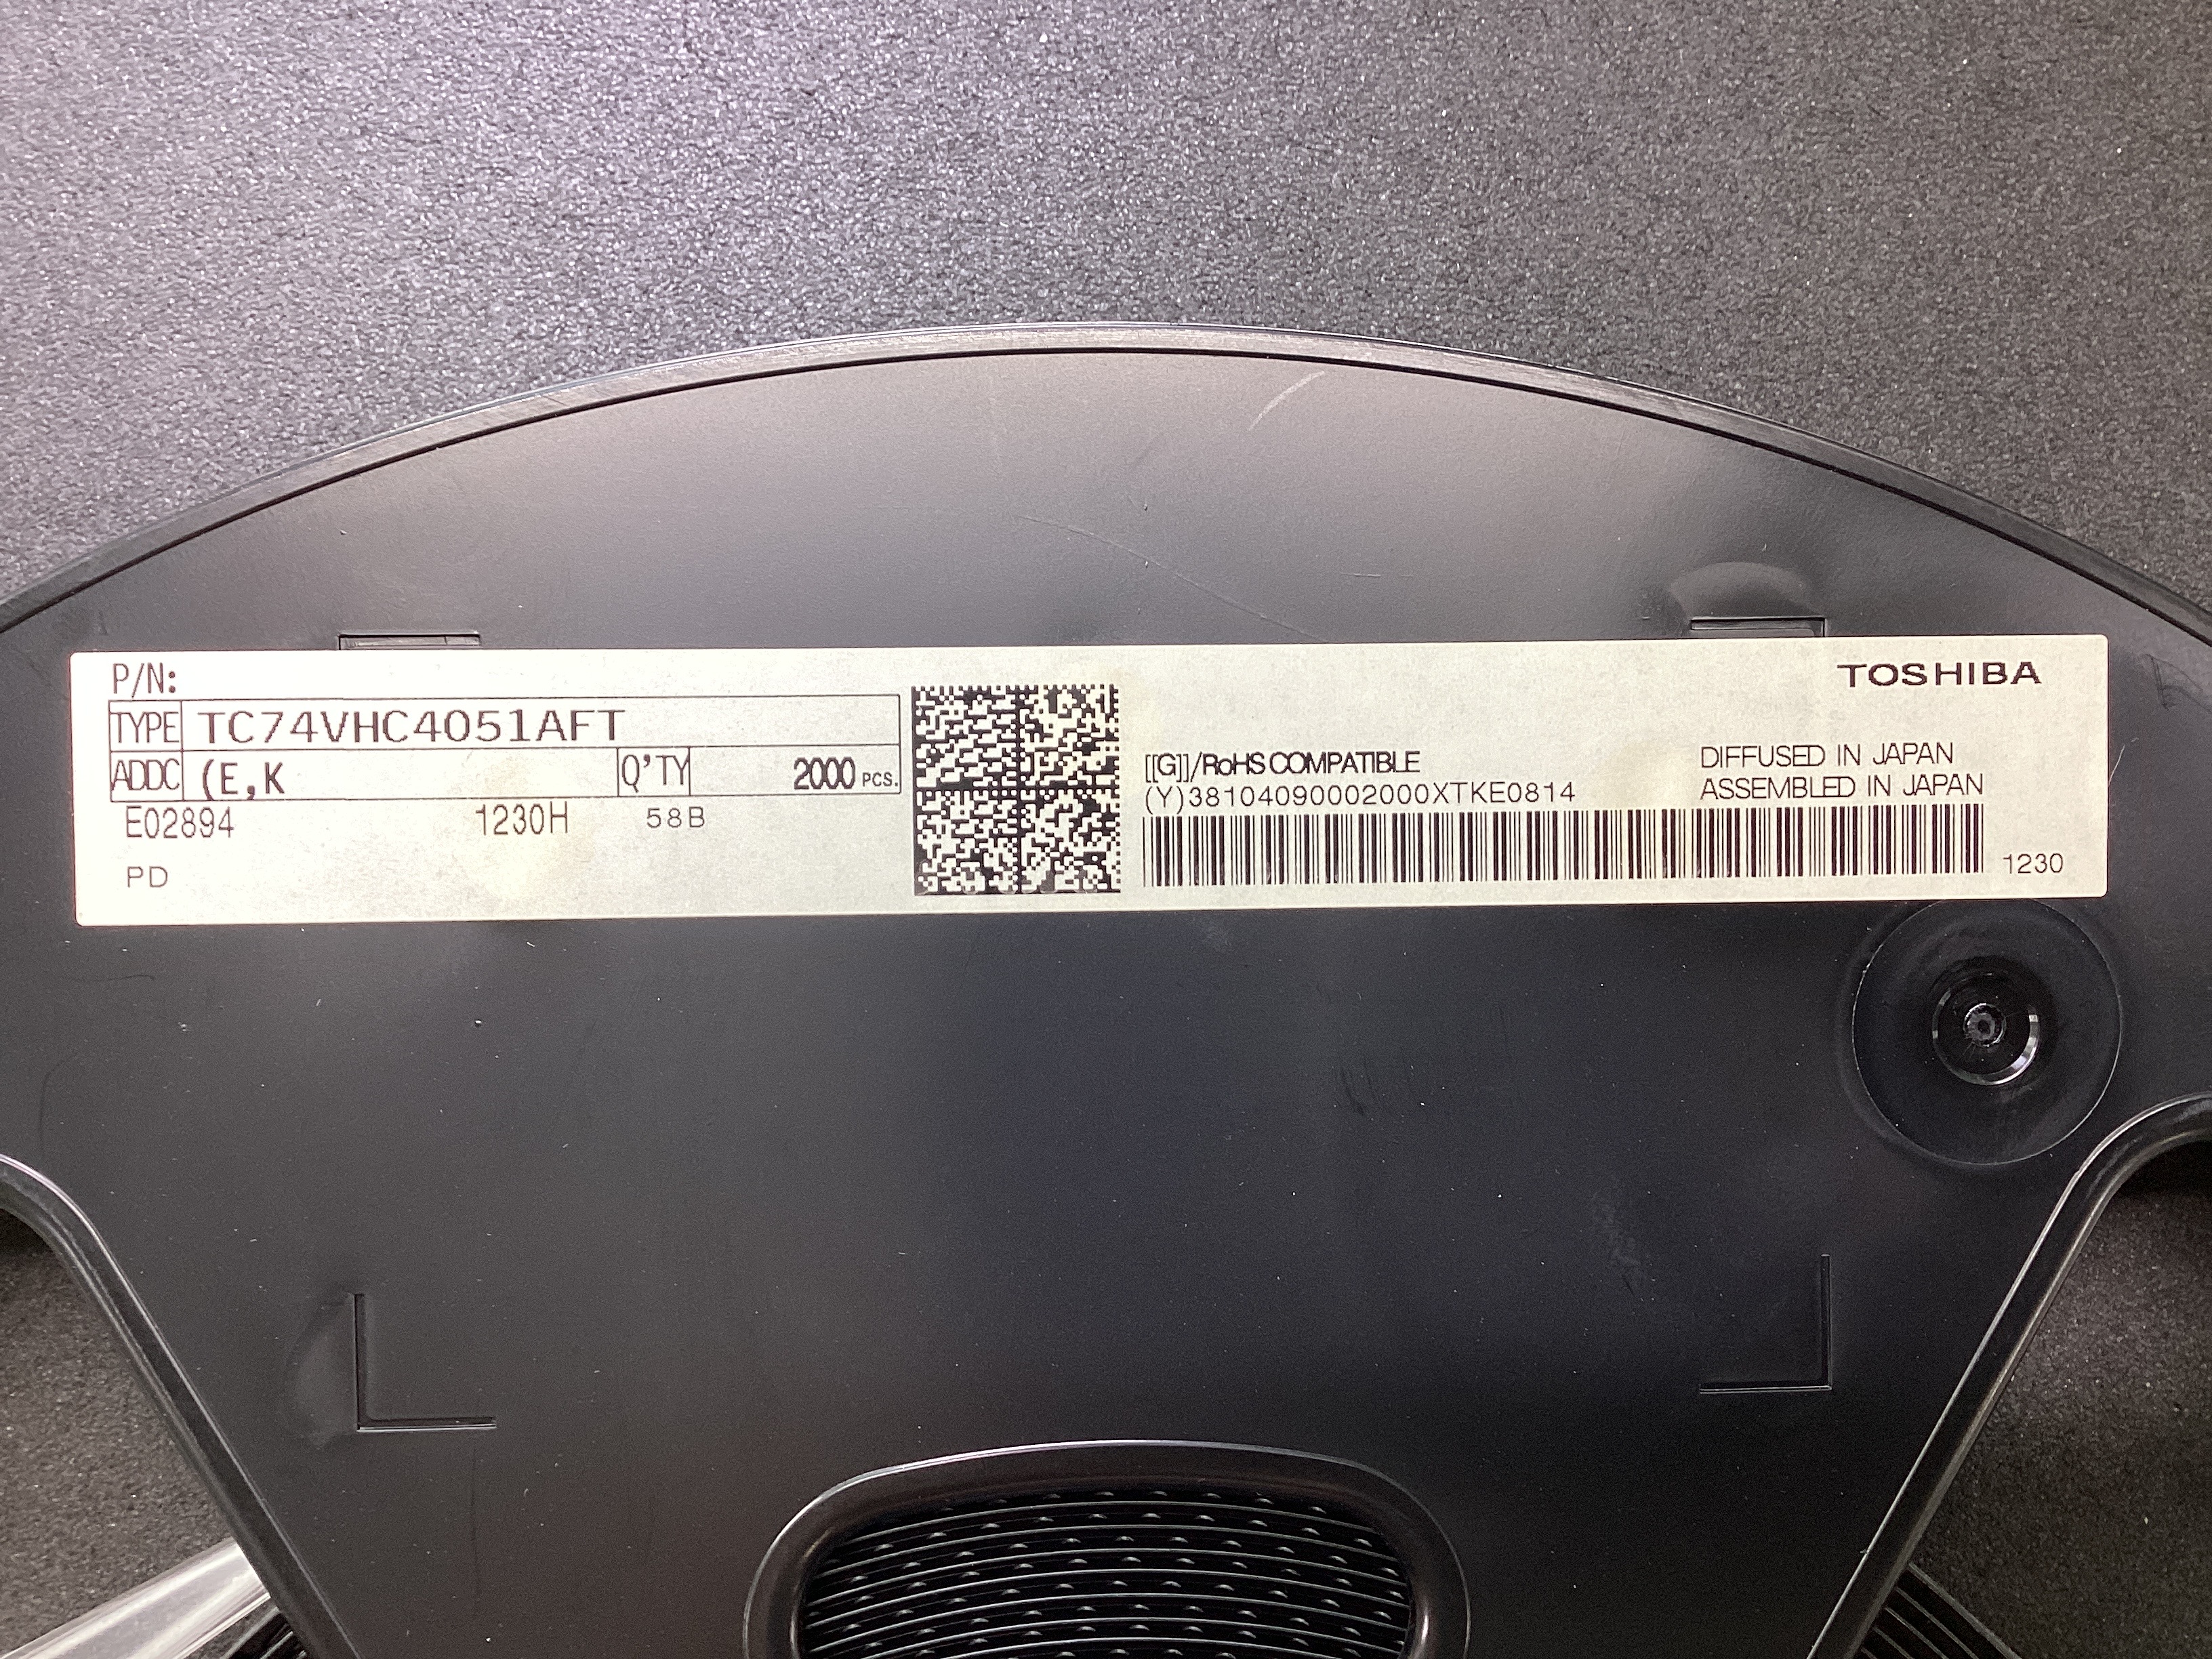 P/N:
TOSHIBA
TYPE TC74VHC4051AFT
ADDC (E,K Q'TY 2000 PCS.
E02894 1230H 58B
PD
[[G]]/RoHS COMPATIBLE
(Y)38104090002000XTKE0814
DIFFUSED IN JAPAN
ASSEMBLED IN JAPAN
1230